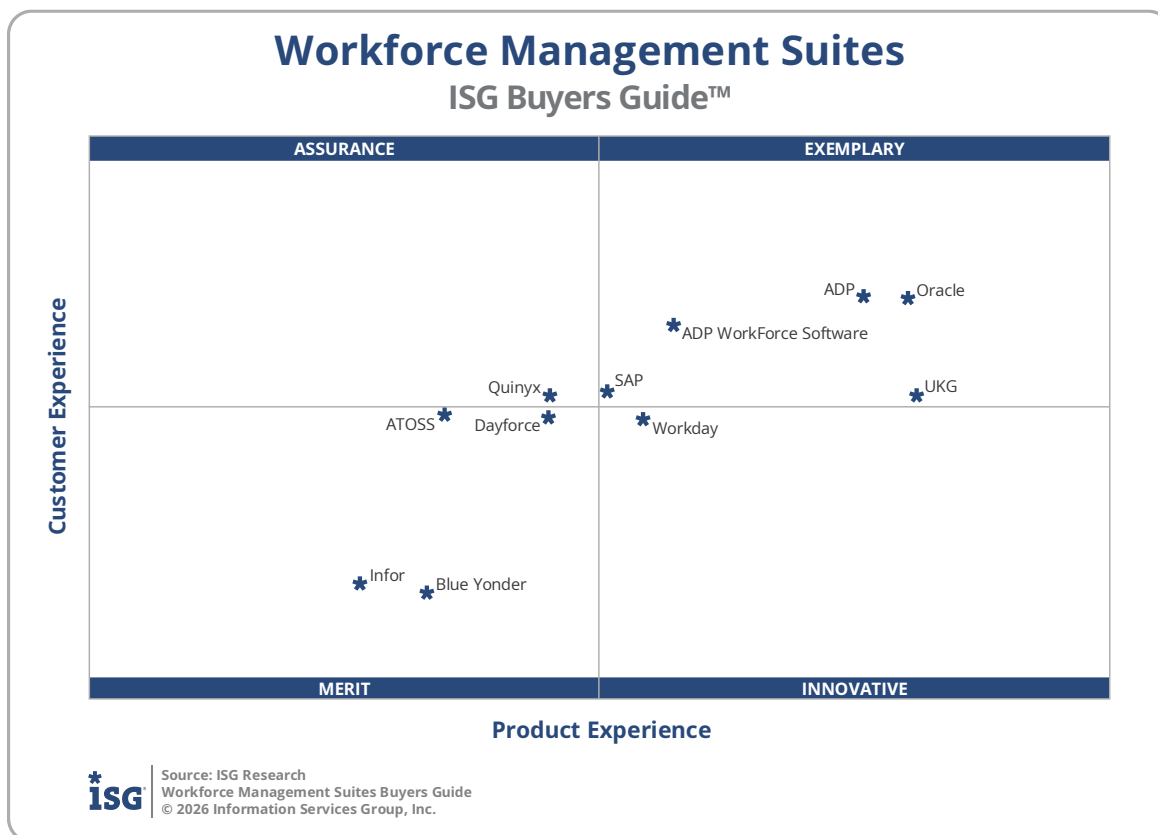 Workforce Management Suites
ISG Buyers Guide™
ASSURANCE
EXEMPLARY
ADP
Oracle
ADP WorkForce Software
SAP
Quinyx
UKG
ATOSS
Dayforce
Workday
Customer Experience
Infor
Blue Yonder
MERIT
INNOVATIVE
Product Experience
ISG
Source: ISG Research
Workforce Management Suites Buyers Guide
© 2026 Information Services Group, Inc.